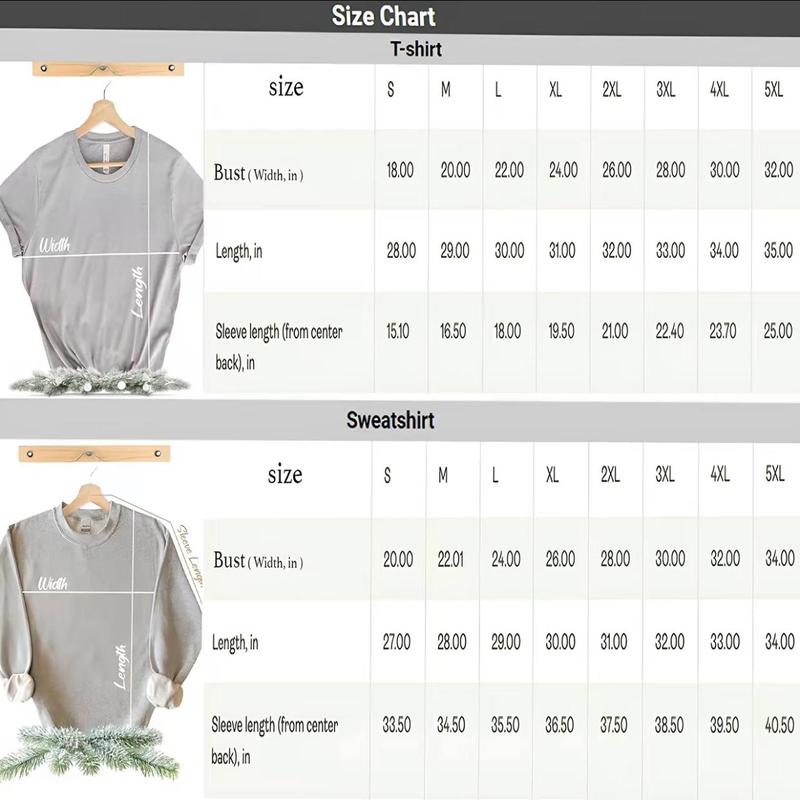 Size Chart
T-shirt
size S M L XL 2XL 3XL 4XL 5XL
Bust ( Width, in ) 18.00 20.00 22.00 24.00 26.00 28.00 30.00 32.00
Width
Length, in 28.00 29.00 30.00 31.00 32.00 33.00 34.00 35.00
Length
Sleeve length (from center 15.10 16.50 18.00 19.50 21.00 22.40 23.70 25.00
back), in
Sweatshirt
size S M L XL 2XL 3XL 4XL 5XL
Sleeve Length
Bust ( Width, in ) 20.00 22.01 24.00 26.00 28.00 30.00 32.00 34.00
Width
Length, in 27.00 28.00 29.00 30.00 31.00 32.00 33.00 34.00
Length
Sleeve length (from center 33.50 34.50 35.50 36.50 37.50 38.50 39.50 40.50
back), in